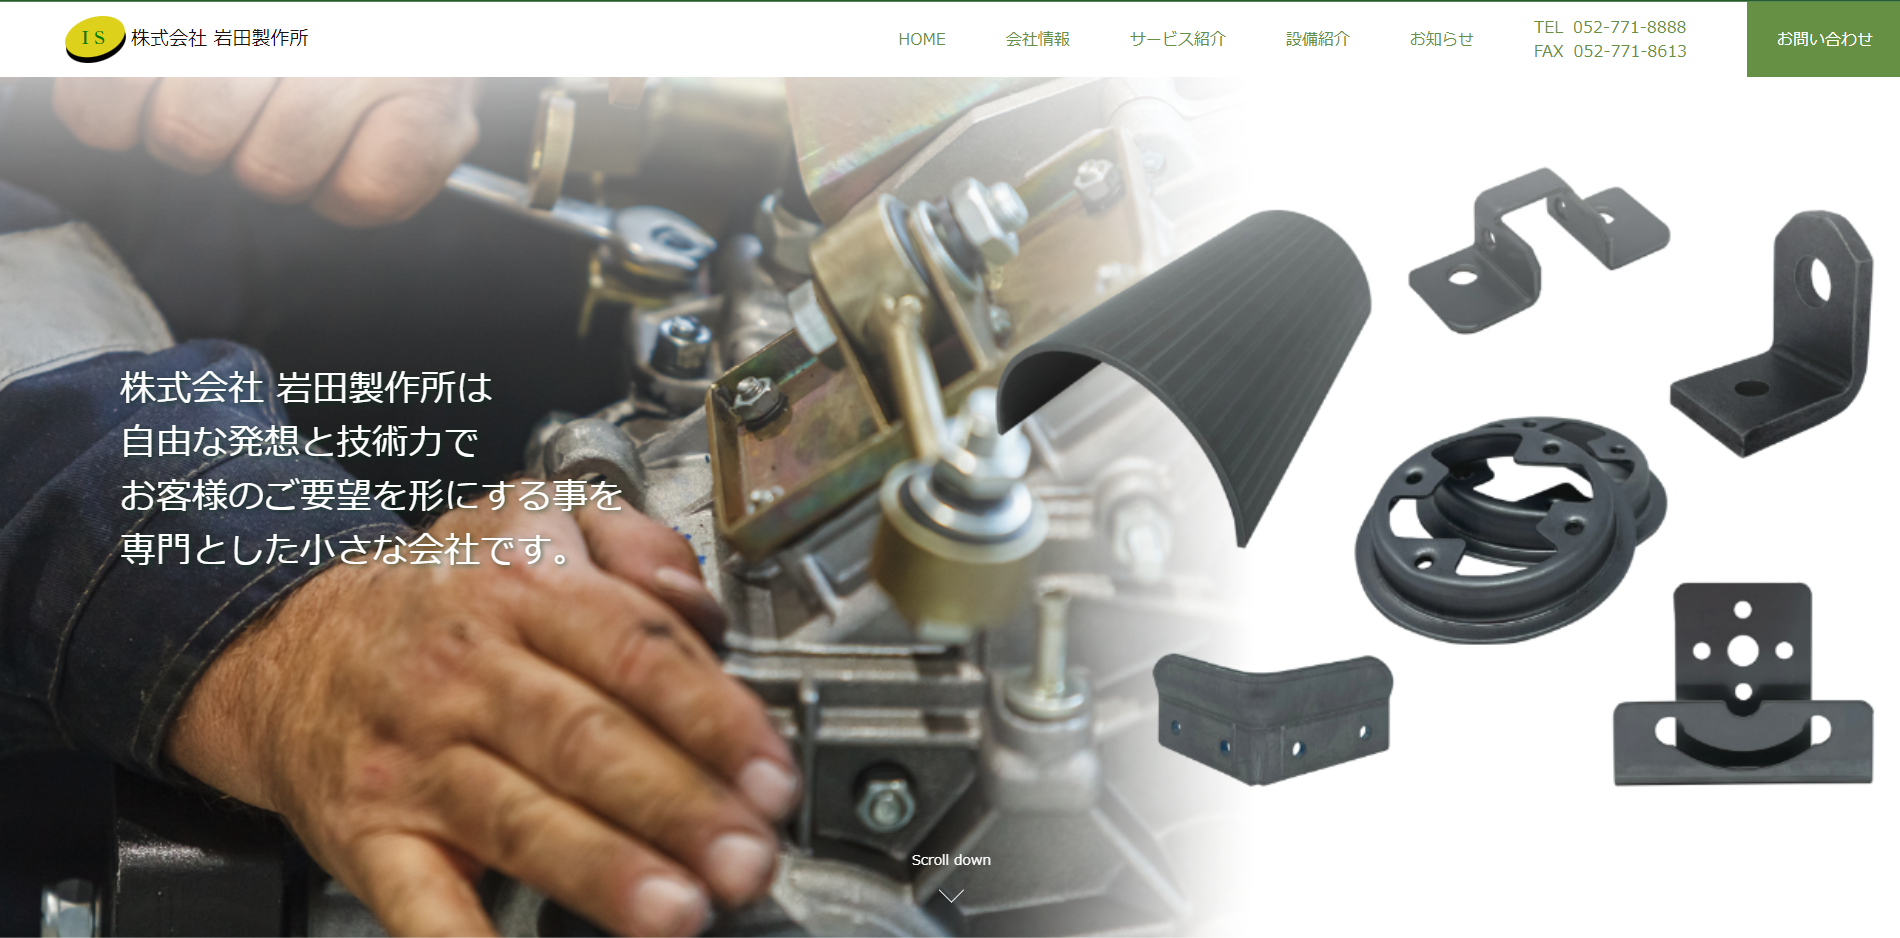 IS 株式会社 岩田製作所
HOME
会社情報
サービス紹介
設備紹介
お知らせ
TEL 052-771-8888
FAX 052-771-8613
お問い合わせ
株式会社 岩田製作所は
自由な発想と技術力で
お客様のご要望を形にする事を
専門とした小さな会社です。
Scroll down